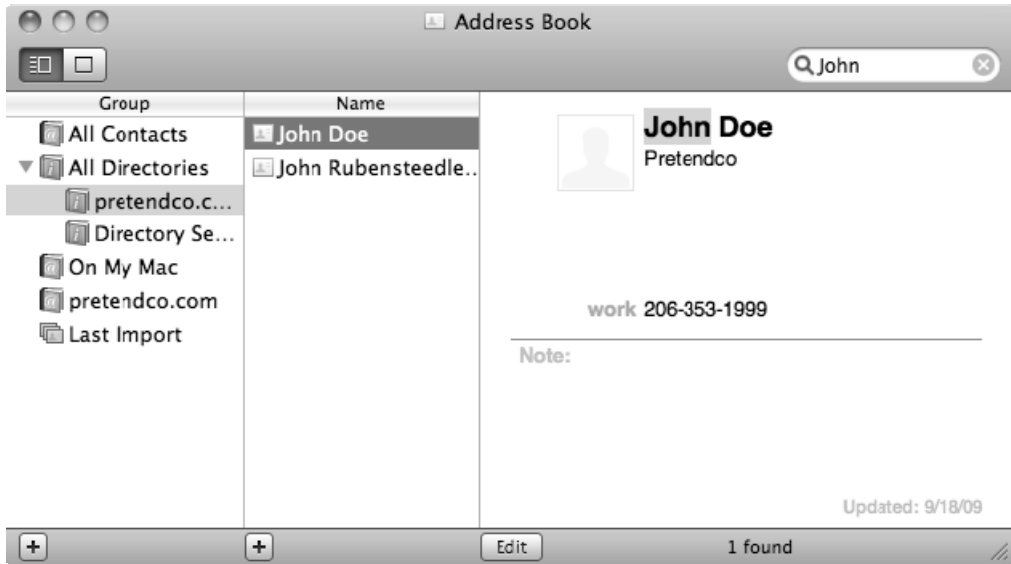 Address Book
John
Group
All Contacts
All Directories
pretendco.c...
Directory Se...
On My Mac
pretendco.com
Last Import
Name
John Doe
John Rubensteedle..
John Doe
Pretendco
work 206-353-1999
Note:
Updated: 9/18/09
Edit
1 found